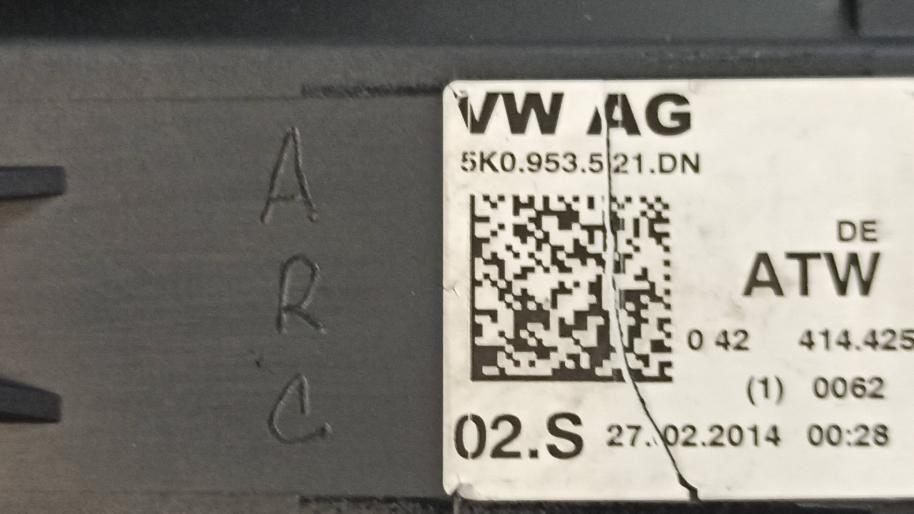 A
R
C
VW AG
5K0.953.521.DN
DE
ATW
0 42 414.425
(1) 0062
02.S 27.02.2014 00:28